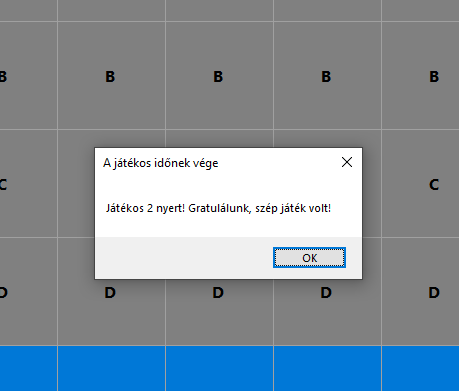 B B B B B
A játékos időnek vége
C C
Játékos 2 nyert! Gratulálunk, szép játék volt!
OK
D D D D D